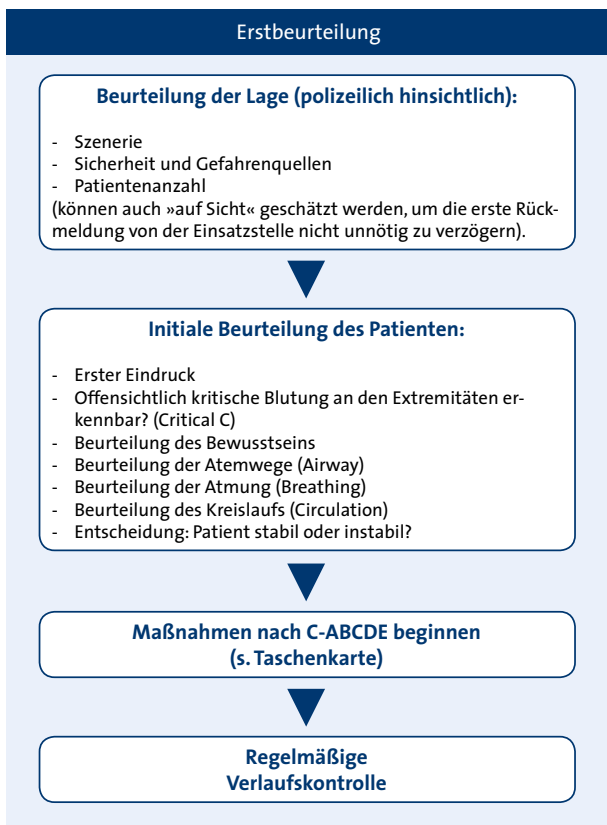 Erstbeurteilung
Beurteilung der Lage (polizeilich hinsichtlich):
- Szenerie
- Sicherheit und Gefahrenquellen
- Patientenanzahl
(können auch »auf Sicht« geschätzt werden, um die erste Rück-
meldung von der Einsatzstelle nicht unnötig zu verzögern).
Initiale Beurteilung des Patienten:
- Erster Eindruck
- Offensichtlich kritische Blutung an den Extremitäten er-
kennbar? (Critical C)
- Beurteilung des Bewusstseins
- Beurteilung der Atemwege (Airway)
- Beurteilung der Atmung (Breathing)
- Beurteilung des Kreislaufs (Circulation)
- Entscheidung: Patient stabil oder instabil?
Maßnahmen nach C-ABCDE beginnen
(s. Taschenkarte)
Regelmäßige
Verlaufskontrolle